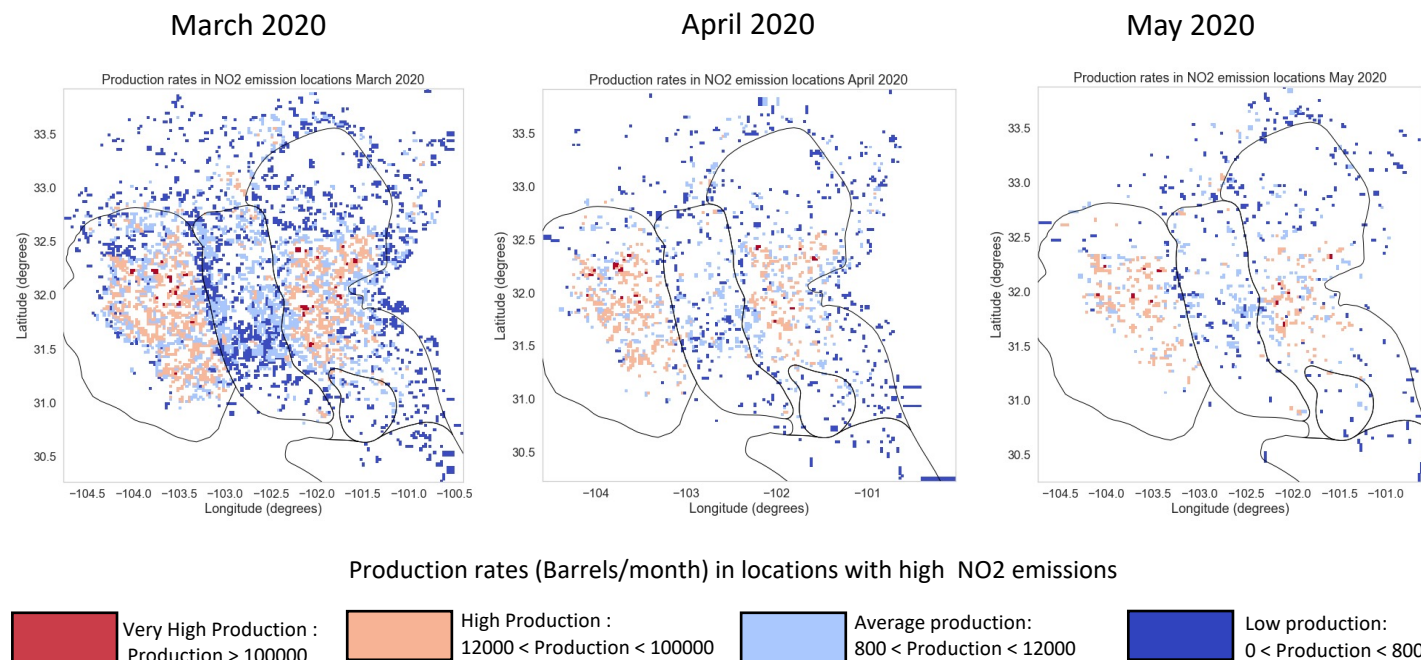 March 2020
April 2020
May 2020
Production rates in NO2 emission locations March 2020
Production rates in NO2 emission locations April 2020
Production rates in NO2 emission locations May 2020
33.5
33.0
32.5
32.0
31.5
31.0
30.5
Latitude (degrees)
−104.5 −104.0 −103.5 −103.0 −102.5 −102.0 −101.5 −101.0 −100.5
Longitude (degrees)
33.5
33.0
32.5
32.0
31.5
31.0
30.5
Latitude (degrees)
−104 −103 −102 −101
Longitude (degrees)
33.5
33.0
32.5
32.0
31.5
31.0
30.5
Latitude (degrees)
−104.5 −104.0 −103.5 −103.0 −102.5 −102.0 −101.5 −101.0
Longitude (degrees)
Production rates (Barrels/month) in locations with high NO2 emissions
Very High Production :
Production > 100000
High Production :
12000 < Production < 100000
Average production:
800 < Production < 12000
Low production:
0 < Production < 800